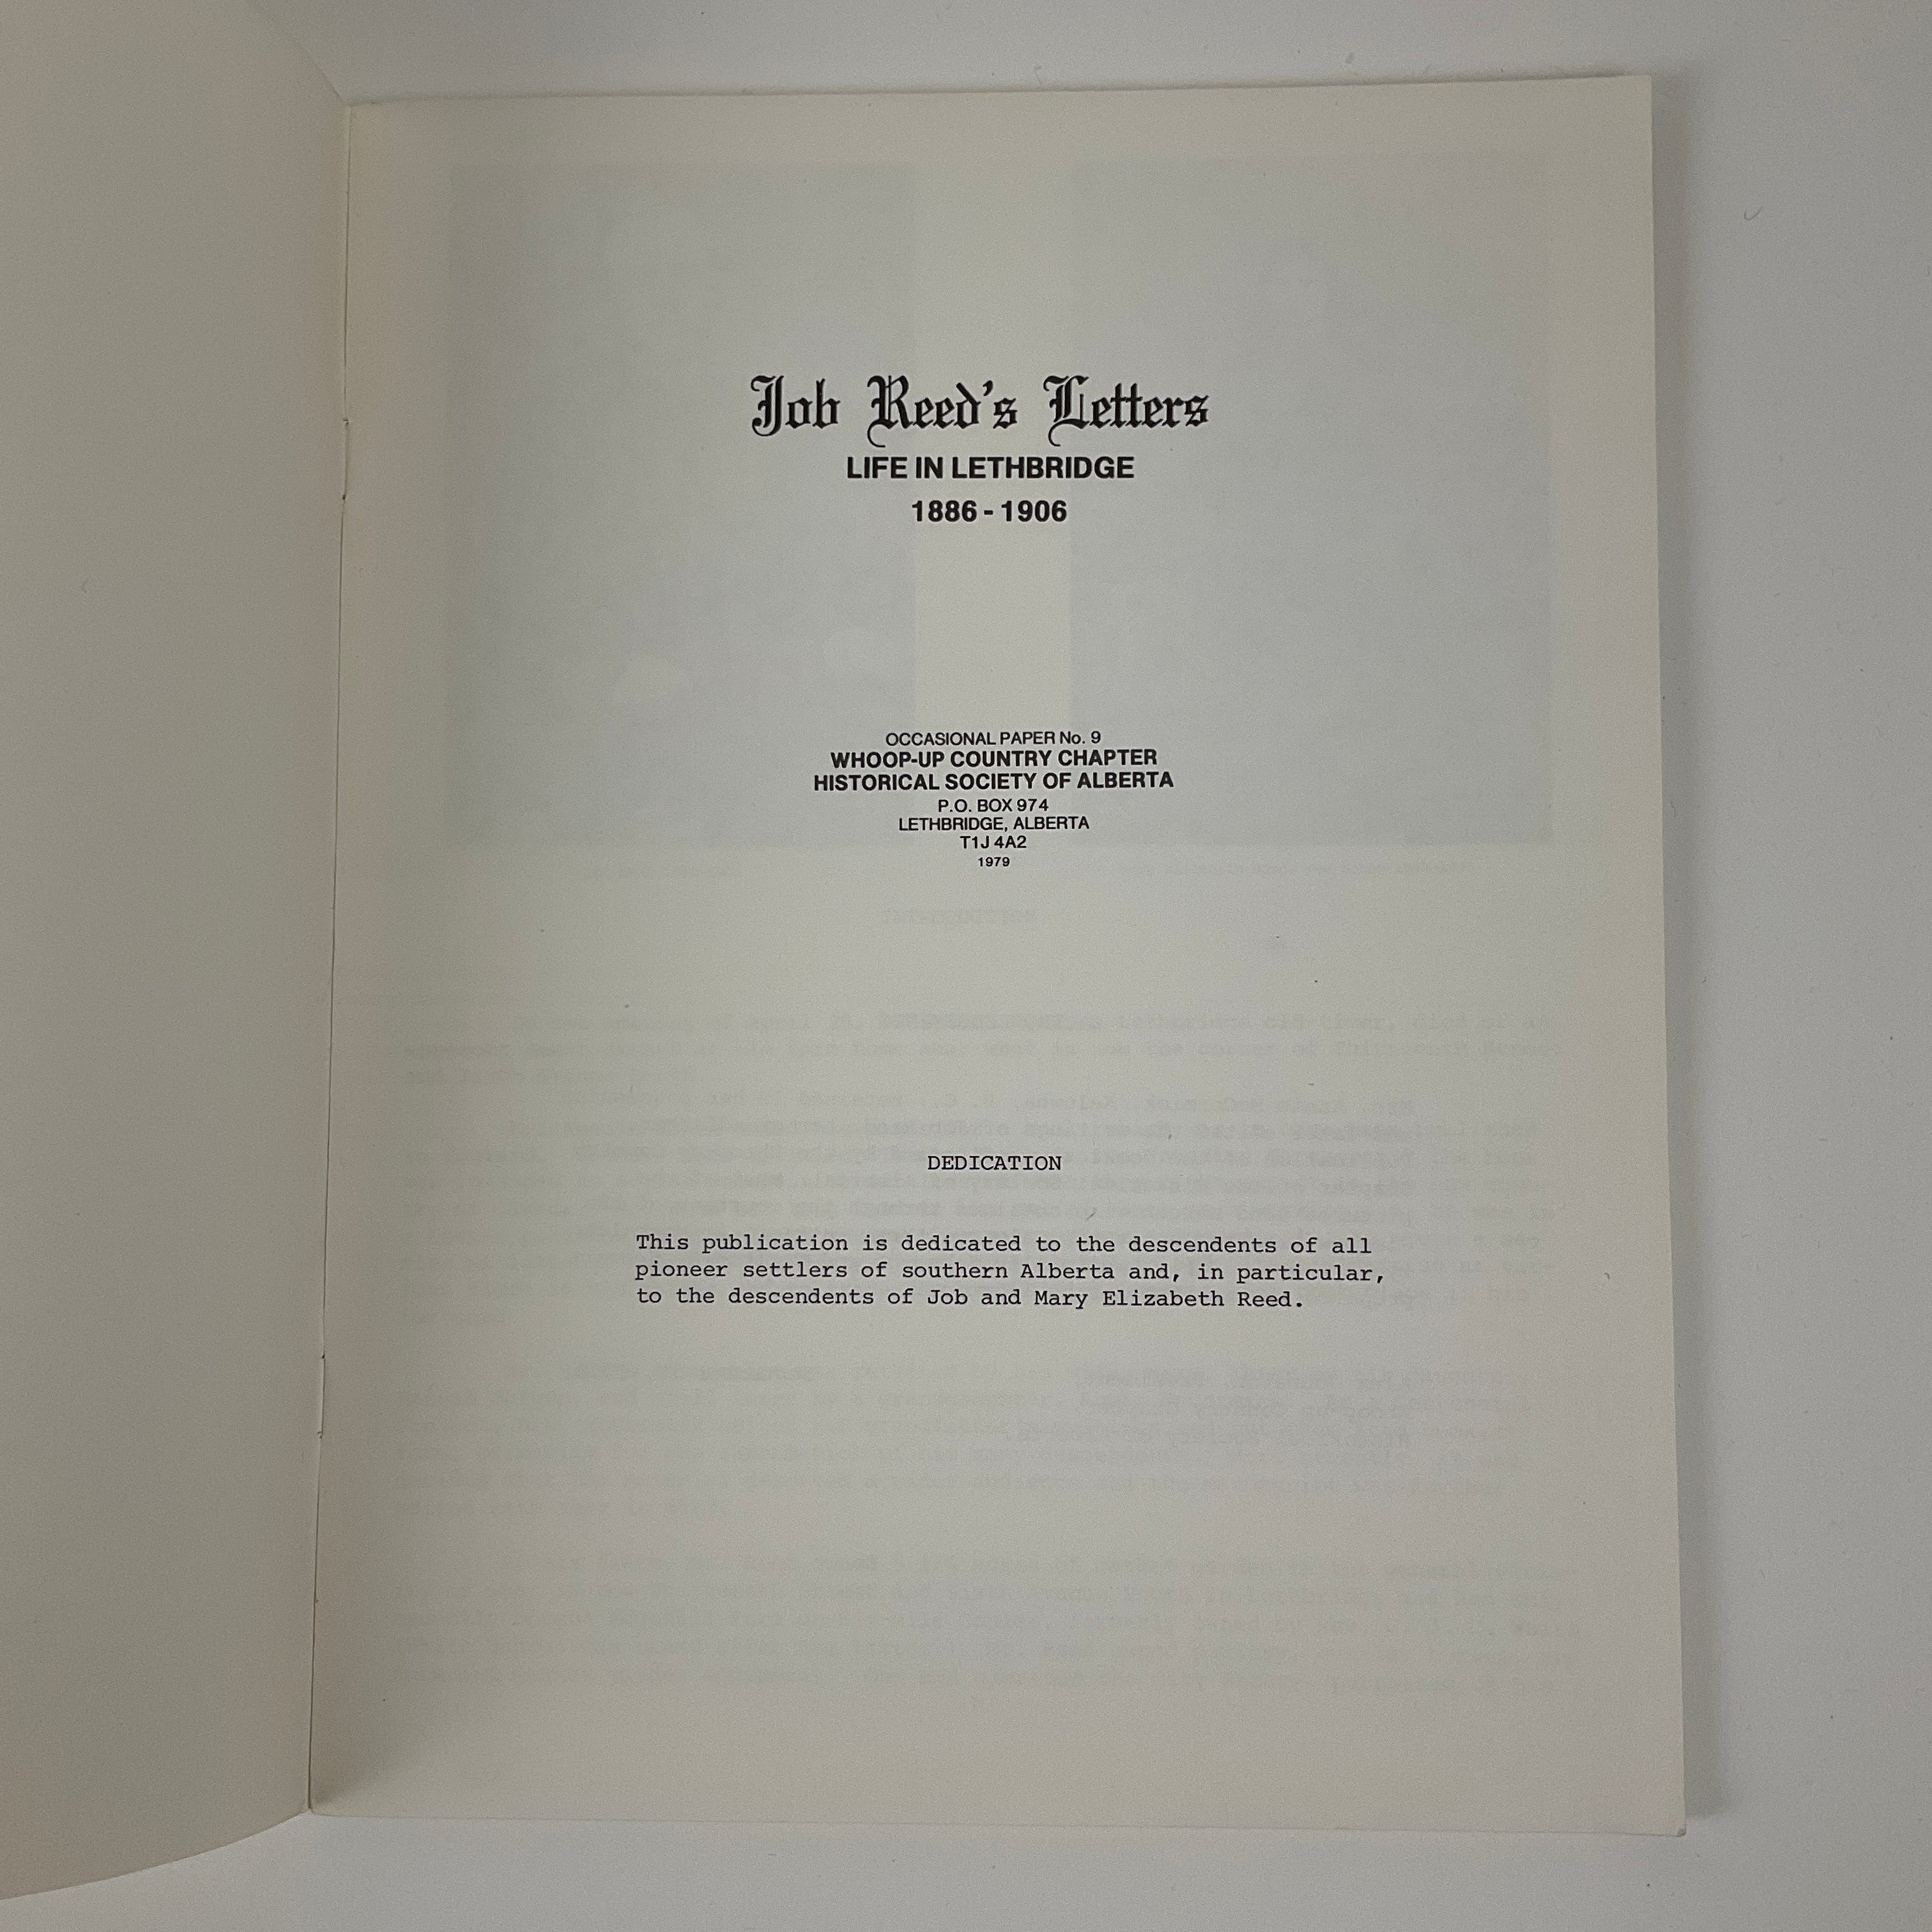 Job Reed's Letters
LIFE IN LETHBRIDGE
1886 - 1906
OCCASIONAL PAPER No. 9
WHOOP-UP COUNTRY CHAPTER
HISTORICAL SOCIETY OF ALBERTA
P.O. BOX 974
LETHBRIDGE, ALBERTA
T1J 4A2
1979
DEDICATION
This publication is dedicated to the descendents of all
pioneer settlers of southern Alberta and, in particular,
to the descendents of Job and Mary Elizabeth Reed.